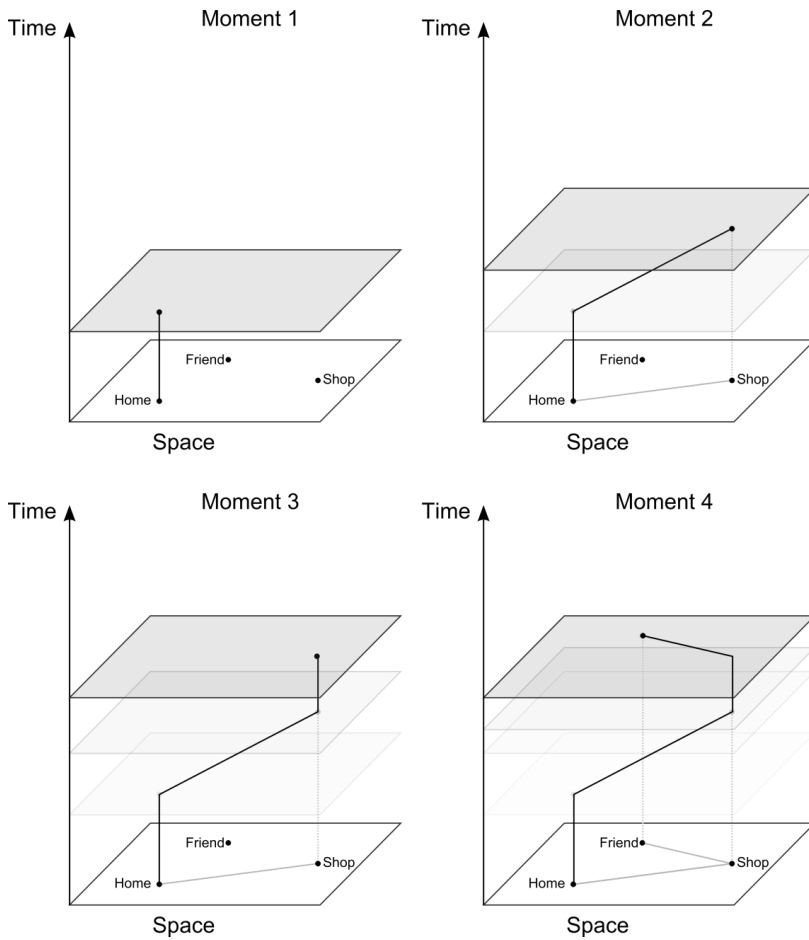 Moment 1
Time
Friend
Shop
Home
Space
Moment 2
Time
Friend
Shop
Home
Space
Moment 3
Time
Friend
Shop
Home
Space
Moment 4
Time
Friend
Shop
Home
Space